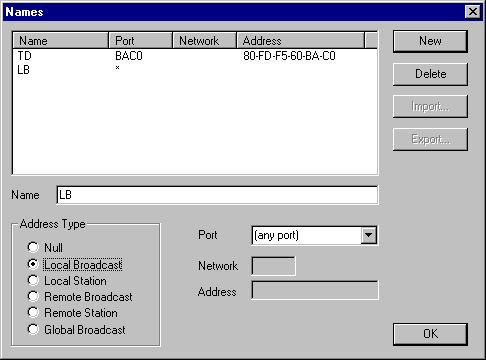 Names
Name Port Network Address
TD BAC0 80-FD-F5-60-BA-C0
LB *
New
Delete
Import...
Export...
Name LB
Address Type
Null
Local Broadcast
Local Station
Remote Broadcast
Remote Station
Global Broadcast
Port (any port)
Network
Address
OK